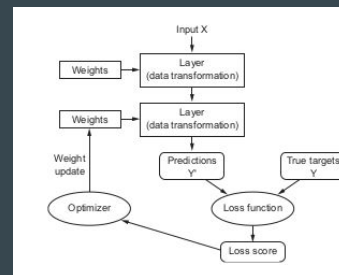 Input X
Weights
Layer
(data transformation)
Weights
Layer
(data transformation)
Weight
update
Predictions
Y'
True targets
Y
Optimizer
Loss function
Loss score